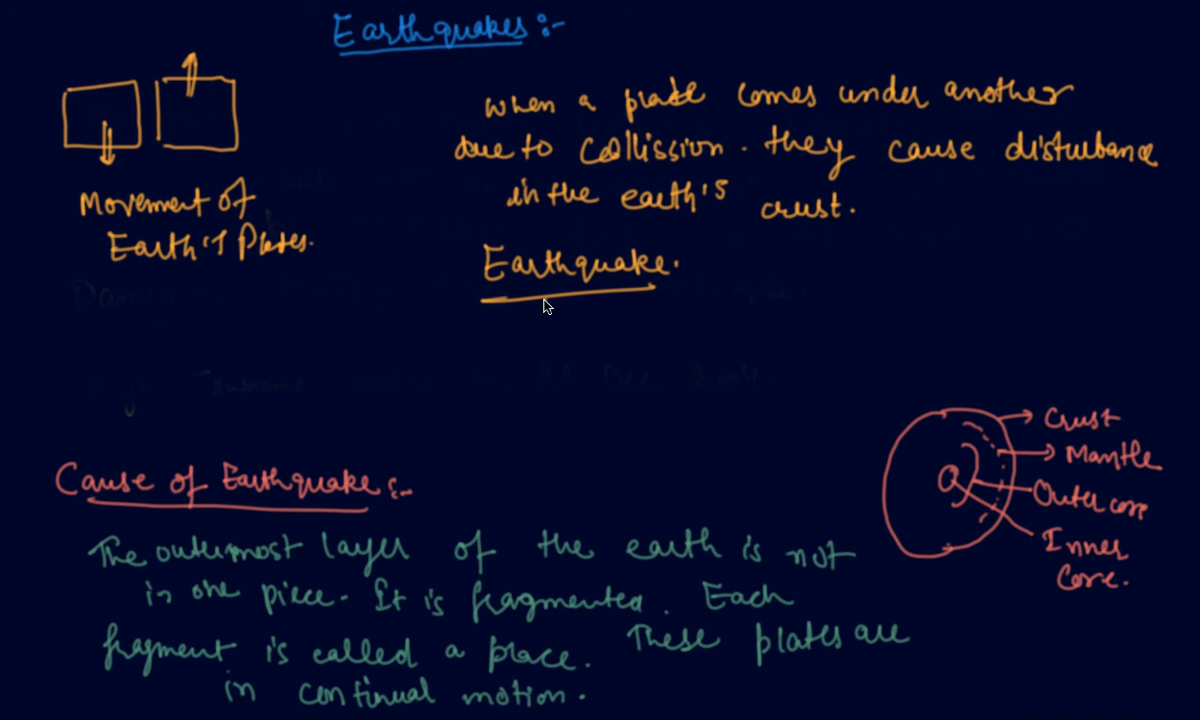 Earthquakes :-
Movement of
Earth's Plates.
when a plate comes under another
due to collission. they cause disturbance
in the earth's crust.
Earthquake.
Cause of Earthquake :-
The outermost layer of the earth is not
in one piece. It is fragmented. Each
fragment is called a place. These plates are
in continual motion.
Crust
Mantle
Outer core
Inner
Core.